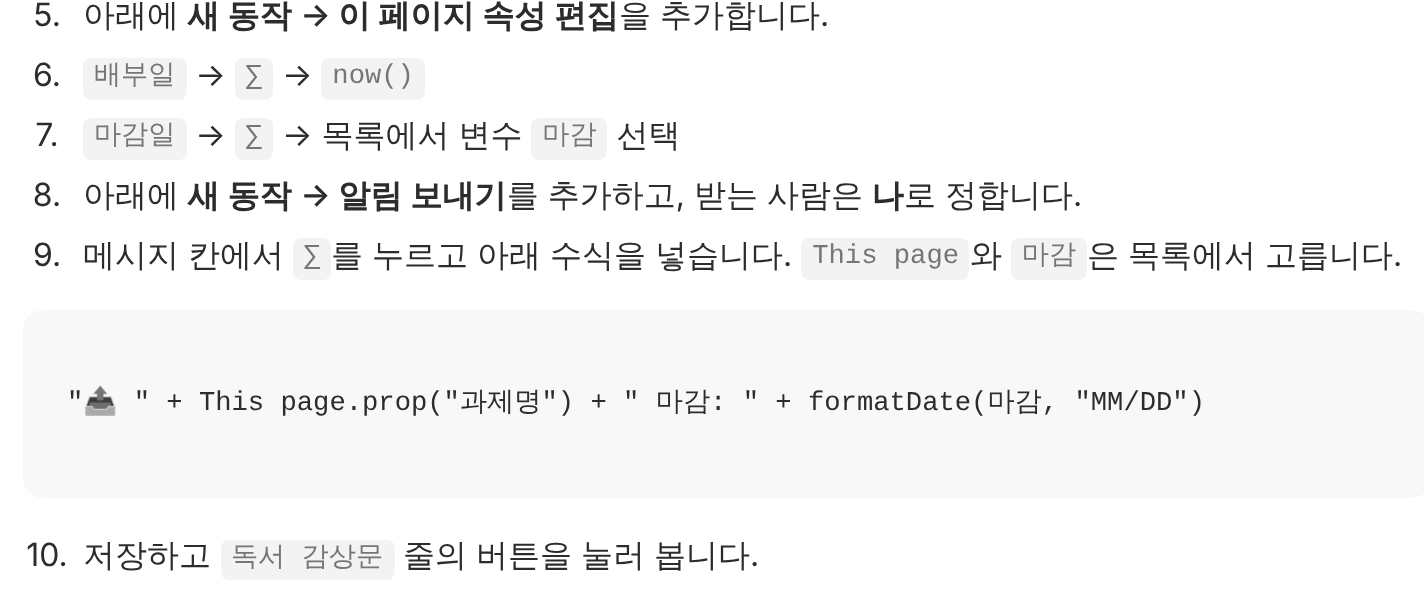 5. 아래에 새 동작 → 이 페이지 속성 편집을 추가합니다.
6. 배부일 → ∑ → now()
7. 마감일 → ∑ → 목록에서 변수 마감 선택
8. 아래에 새 동작 → 알림 보내기를 추가하고, 받는 사람은 나로 정합니다.
9. 메시지 칸에서 ∑를 누르고 아래 수식을 넣습니다. This page와 마감은 목록에서 고릅니다.
"📤 " + This page.prop("과제명") + " 마감: " + formatDate(마감, "MM/DD")
10. 저장하고 독서 감상문 줄의 버튼을 눌러 봅니다.